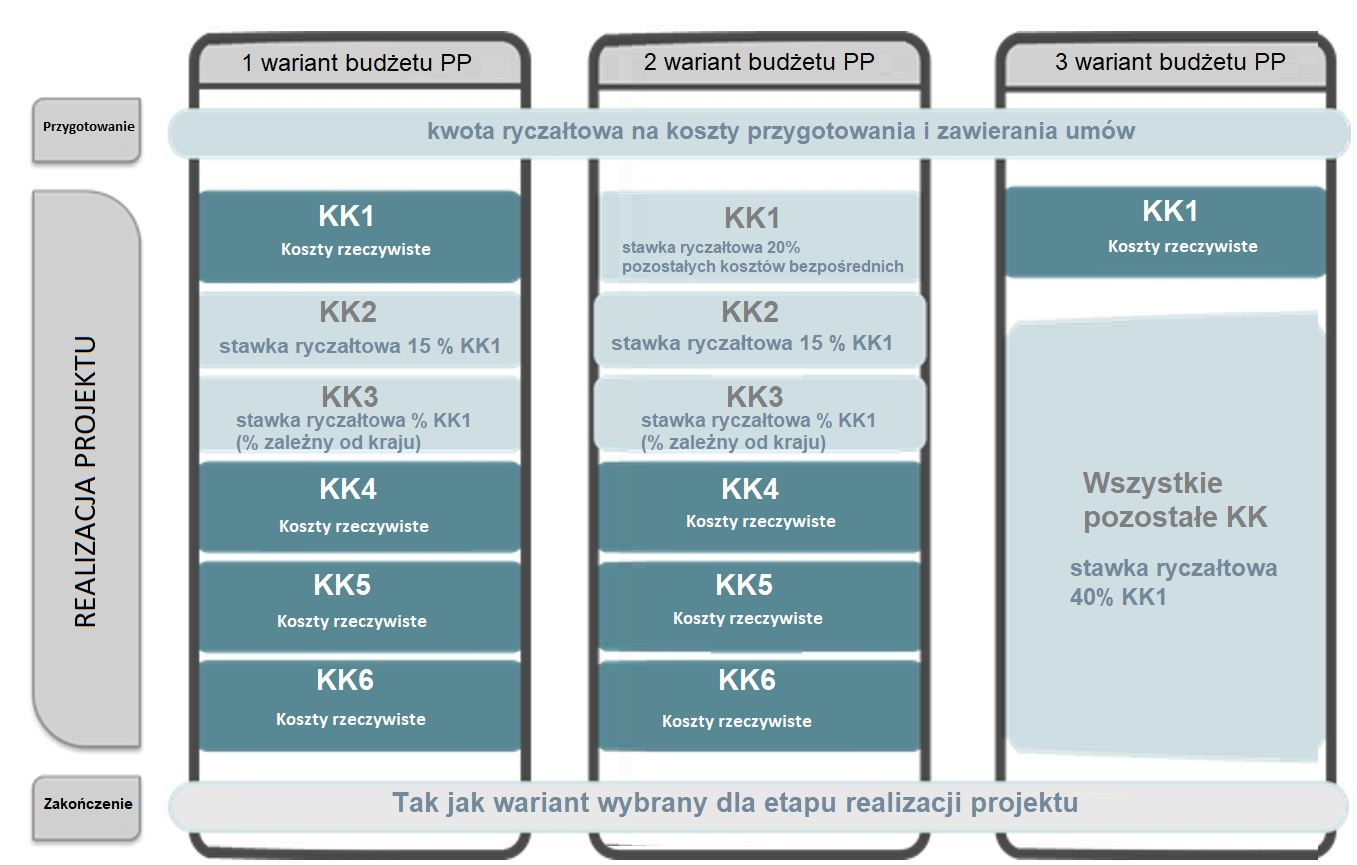 1 wariant budżetu PP
2 wariant budżetu PP
3 wariant budżetu PP
Przygotowanie
kwota ryczałtowa na koszty przygotowania i zawierania umów
REALIZACJA PROJEKTU
KK1
Koszty rzeczywiste
KK2
stawka ryczałtowa 15 % KK1
KK3
stawka ryczałtowa % KK1
(% zależny od kraju)
KK4
Koszty rzeczywiste
KK5
Koszty rzeczywiste
KK6
Koszty rzeczywiste
KK1
stawka ryczałtowa 20%
pozostałych kosztów bezpośrednich
KK2
stawka ryczałtowa 15 % KK1
KK3
stawka ryczałtowa % KK1
(% zależny od kraju)
KK4
Koszty rzeczywiste
KK5
Koszty rzeczywiste
KK6
Koszty rzeczywiste
KK1
Koszty rzeczywiste
Wszystkie
pozostałe KK
stawka ryczałtowa
40% KK1
Zakończenie
Tak jak wariant wybrany dla etapu realizacji projektu